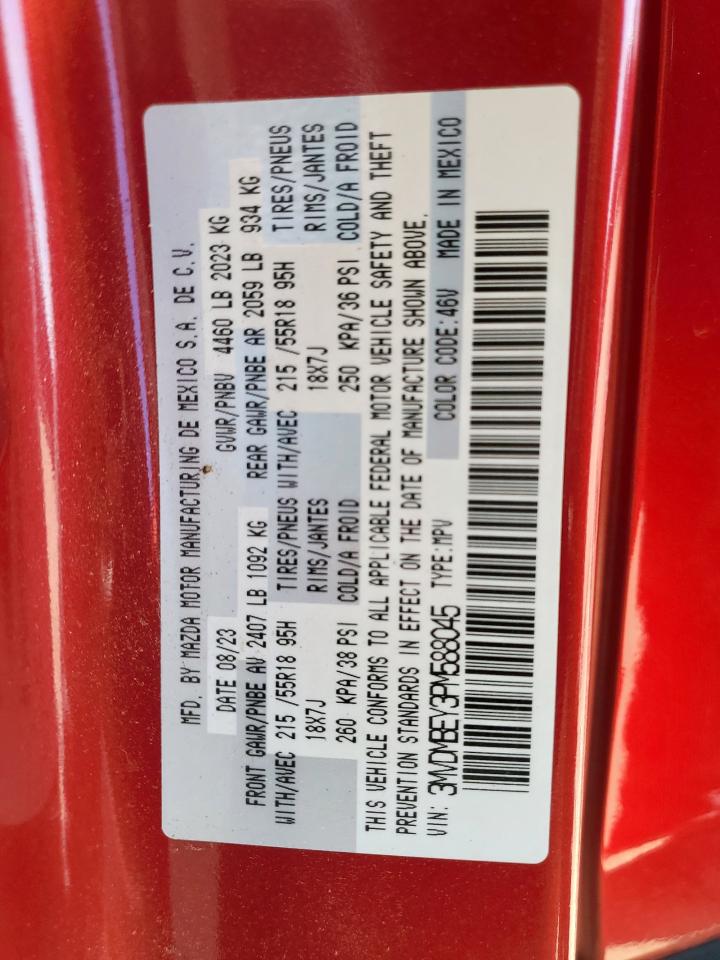 MFD. BY MAZDA MOTOR MANUFACTURING DE MEXICO S.A. DE C.V.
DATE 08/23 GVWR/PNBV 4460 LB 2023 KG
FRONT GAWR/PNBE AV 2407 LB 1092 KG REAR GAWR/PNBE AR 2059 LB 934 KG
WITH/AVEC 215 /55R18 95H TIRES/PNEUS WITH/AVEC 215 /55R18 95H TIRES/PNEUS
18X7J RIMS/JANTES 18X7J RIMS/JANTES
260 KPA/38 PSI COLD/A FROID 250 KPA/36 PSI COLD/A FROID
THIS VEHICLE CONFORMS TO ALL APPLICABLE FEDERAL MOTOR VEHICLE SAFETY AND THEFT
PREVENTION STANDARDS IN EFFECT ON THE DATE OF MANUFACTURE SHOWN ABOVE.
VIN: 3MVDMBEY3PM588045 TYPE:MPV COLOR CODE:46V MADE IN MEXICO